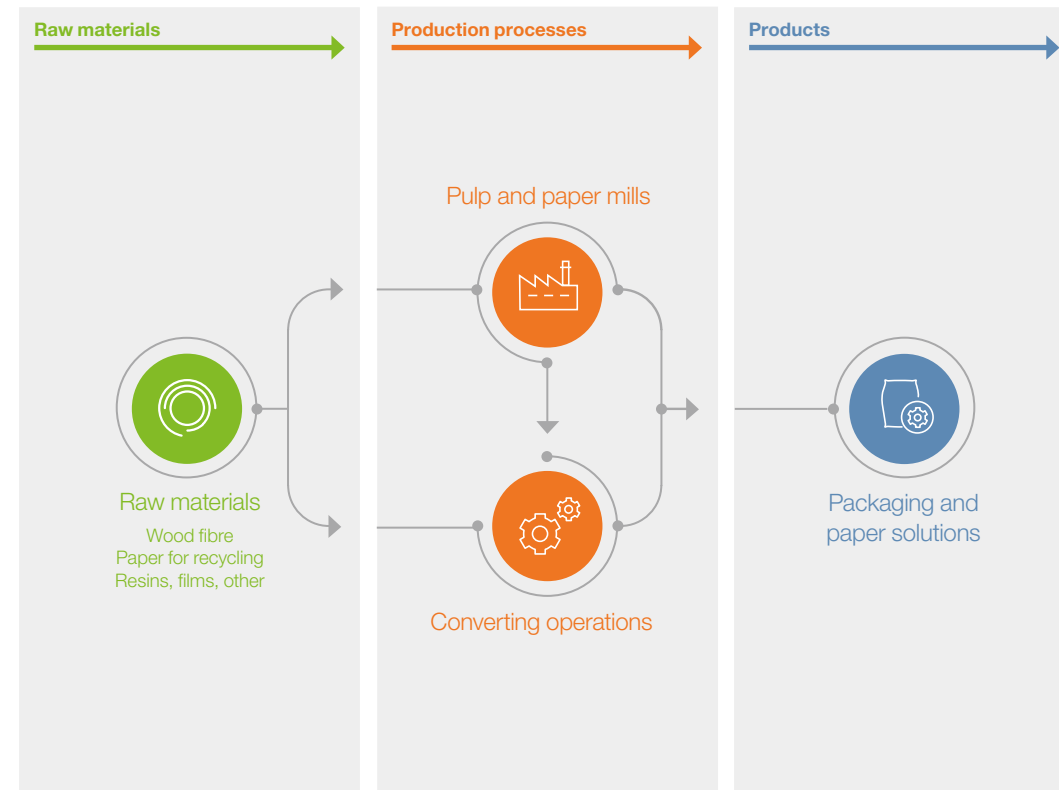 Raw materials
Production processes
Products
Pulp and paper mills
Raw materials
Wood fibre
Paper for recycling
Resins, films, other
Converting operations
Packaging and
paper solutions